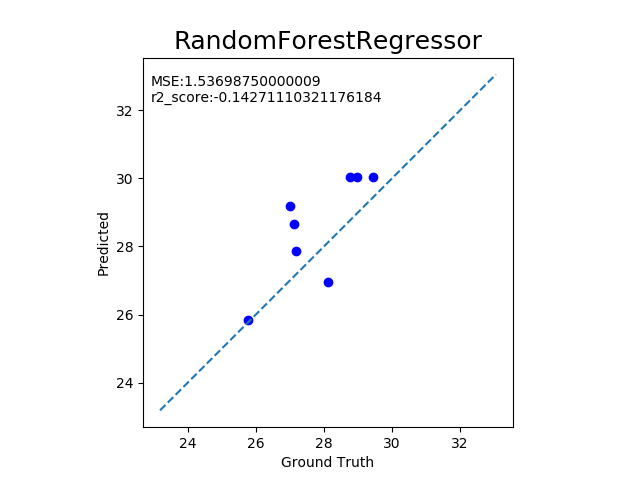 RandomForestRegressor
MSE:1.53698750000009
r2_score:-0.14271110321176184
32
30
28
26
24
Predicted
24 26 28 30 32
Ground Truth